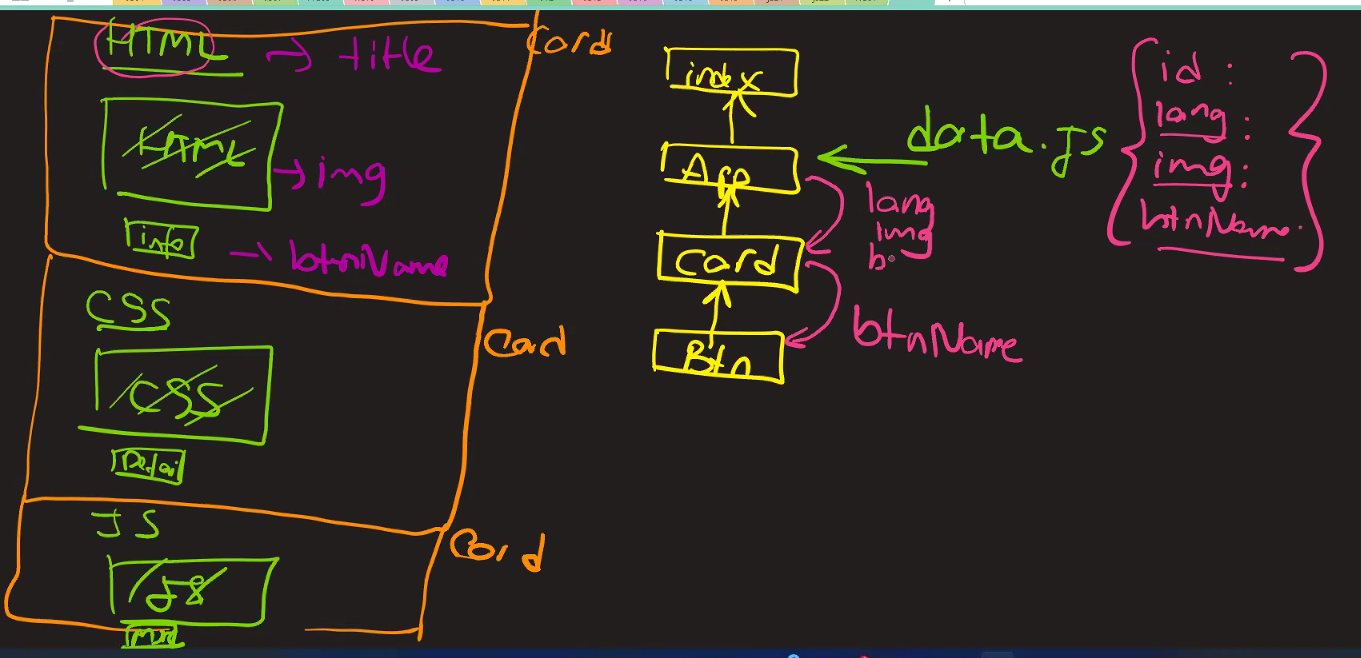 HTML → title
Card
HTML
→ img
info
→ btnName
CSS
Card
CSS
Detai
JS
Card
JS
index
App
Card
Btn
data.JS
lang
img
b.
btnName
id :
lang :
img :
btnName.